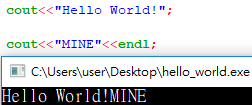 cout<<"Hello World!";
cout<<"MINE"<<endl;
C:\Users\user\Desktop\hello_world.exe
Hello World!MINE